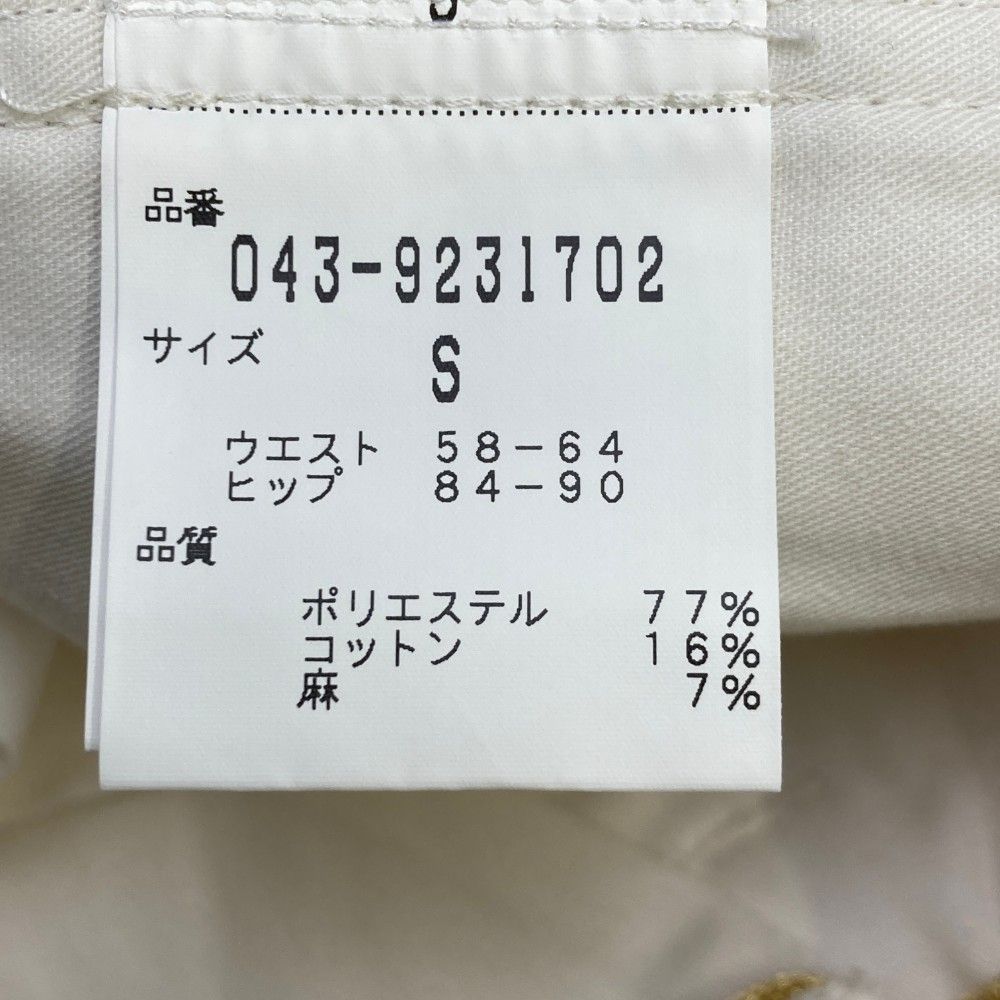 品番
043-9231702
サイズ S
ウエスト 58-64
ヒップ 84-90
品質
ポリエステル 77%
コットン 16%
麻 7%